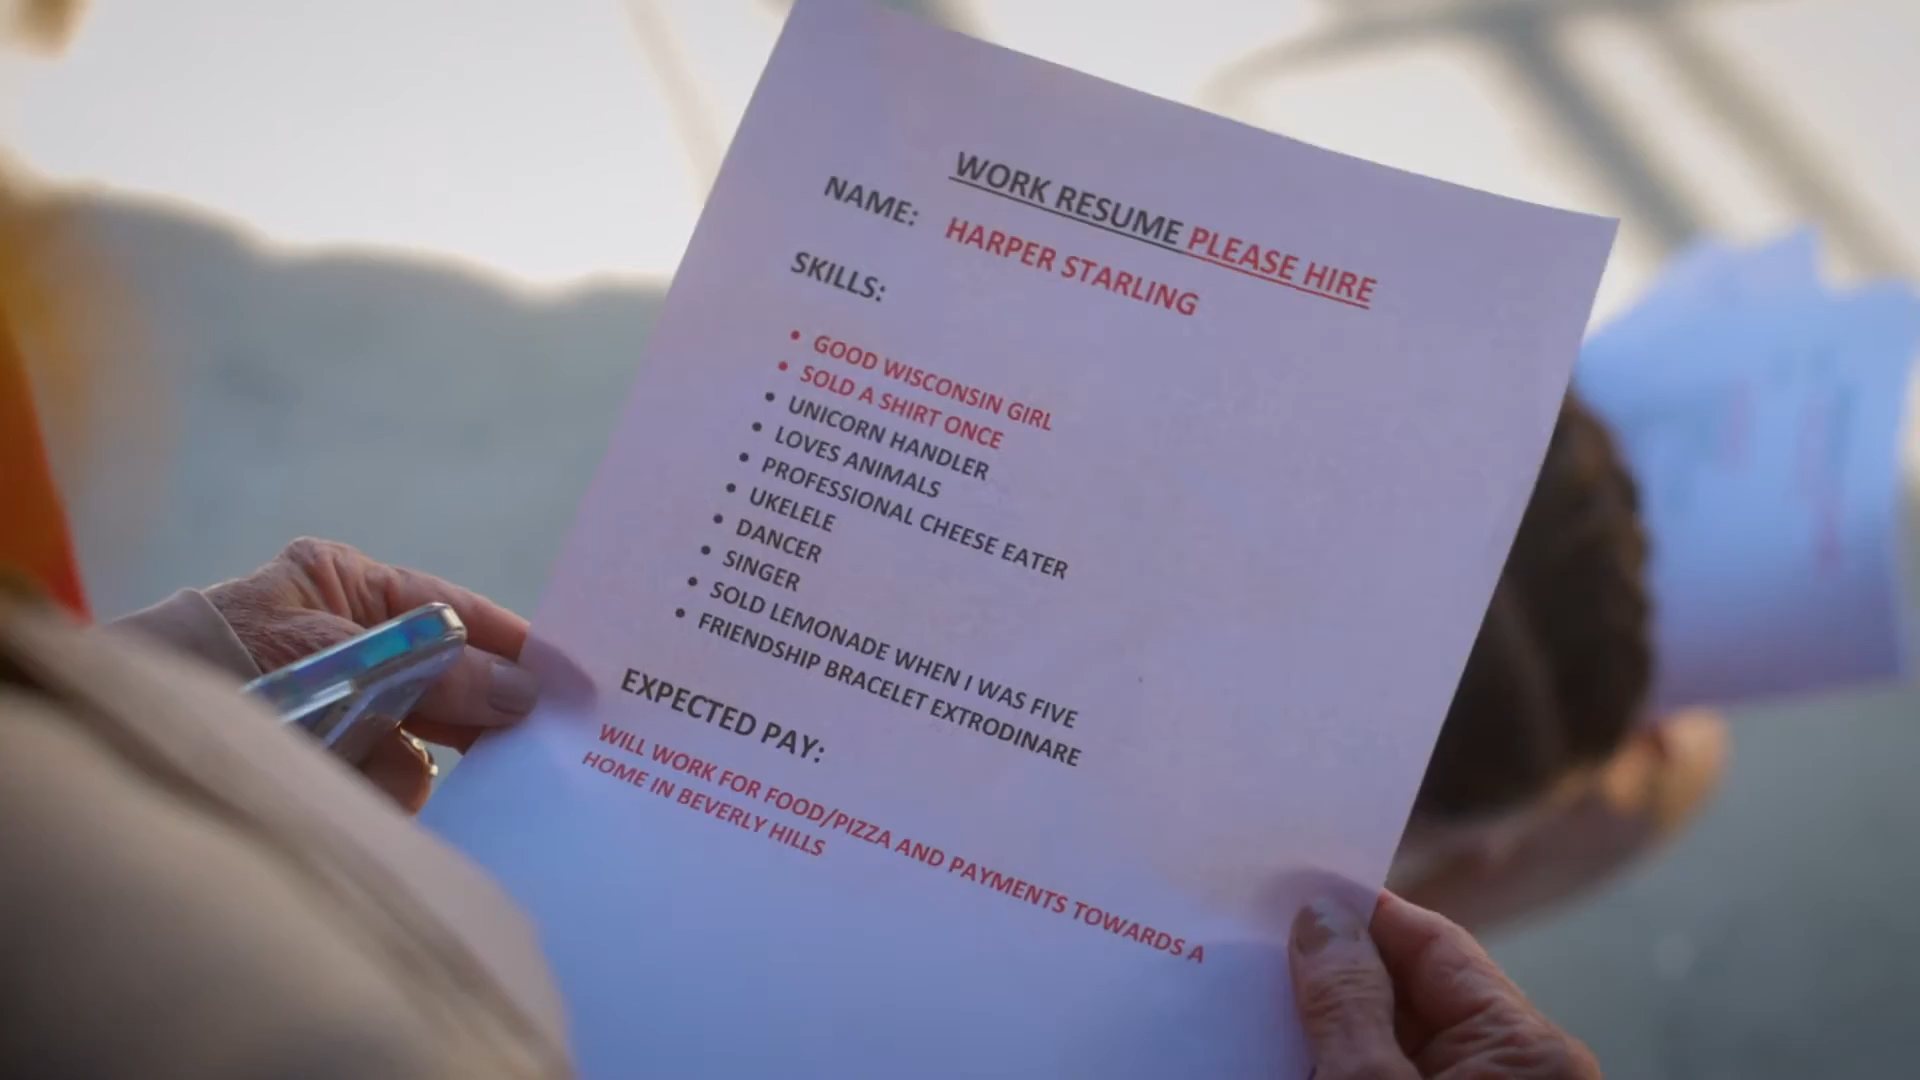 WORK RESUME PLEASE HIRE
NAME: HARPER STARLING
SKILLS:
• GOOD WISCONSIN GIRL
• SOLD A SHIRT ONCE
• UNICORN HANDLER
• LOVES ANIMALS
• PROFESSIONAL CHEESE EATER
• UKELELE
• DANCER
• SINGER
• SOLD LEMONADE WHEN I WAS FIVE
• FRIENDSHIP BRACELET EXTRODINARE
EXPECTED PAY:
WILL WORK FOR FOOD/PIZZA AND PAYMENTS TOWARDS A
HOME IN BEVERLY HILLS